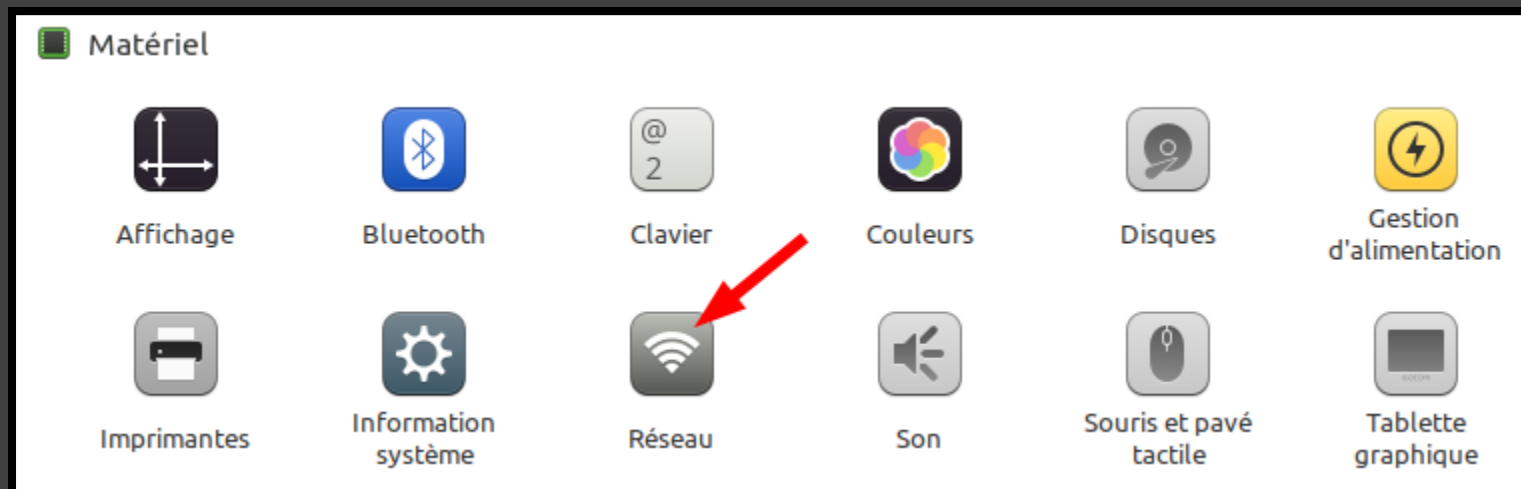 Matériel
@
2
Affichage
Bluetooth
Clavier
Couleurs
Disques
Gestion
d'alimentation
Imprimantes
Information
système
Réseau
Son
Souris et pavé
tactile
Tablette
graphique